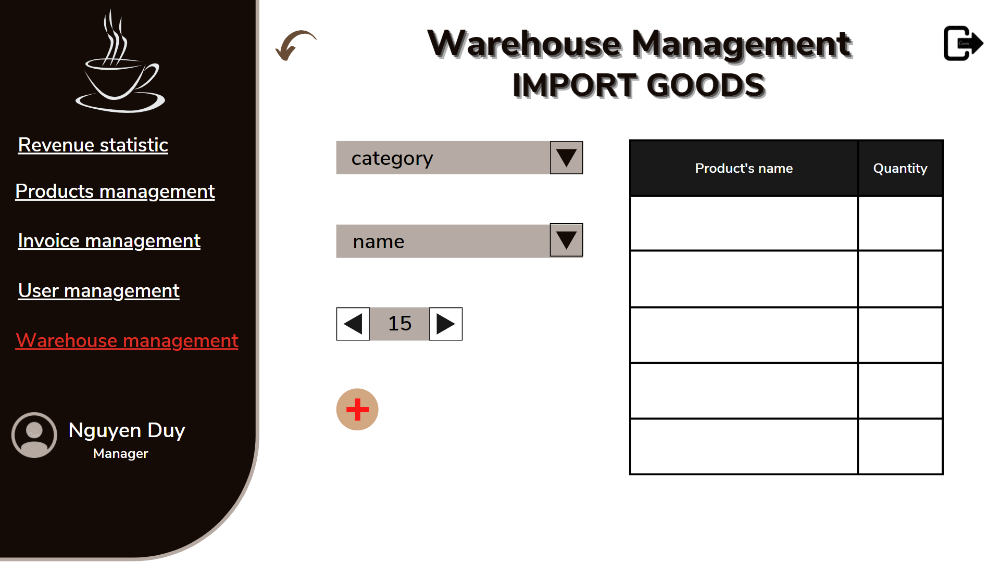 Revenue statistic
Products management
Invoice management
User management
Warehouse management
Nguyen Duy
Manager
Warehouse Management
IMPORT GOODS
category
name
15
Product's name
Quantity